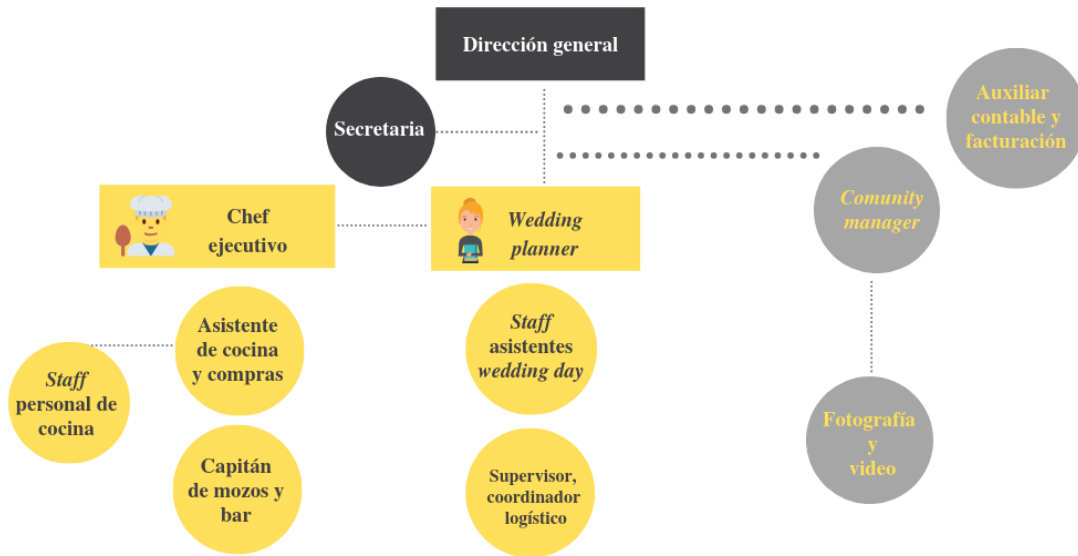 Dirección general
Auxiliar
contable y
facturación
Secretaria
Comunity
manager
Chef
ejecutivo
Wedding
planner
Asistente
de cocina
y compras
Staff
asistentes
wedding day
Staff
personal de
cocina
Fotografía
y
video
Capitán
de mozos y
bar
Supervisor,
coordinador
logístico